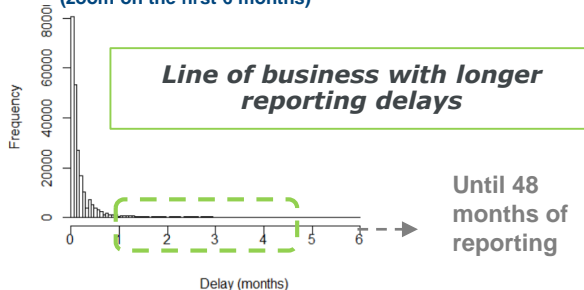 (zoom on the first 6 months)
80000
60000
40000
20000
0
Frequency
Line of business with longer
reporting delays
Until 48
months of
reporting
0 1 2 3 4 5 6
Delay (months)